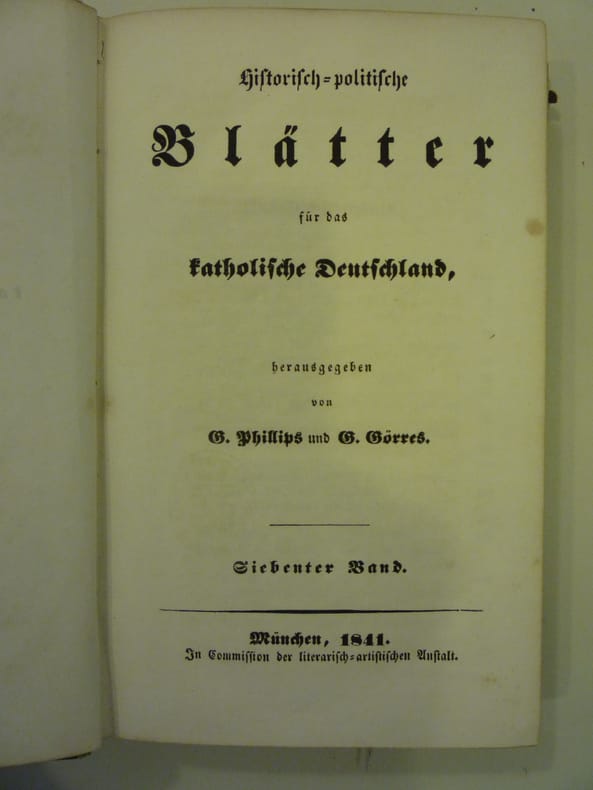 Historisch-politische
Blätter
für das
katholische Deutschland,
herausgegeben
von
G. Phillips und G. Görres.
Siebenter Band.
München, 1841.
In Commission der literarisch-artistischen Anstalt.